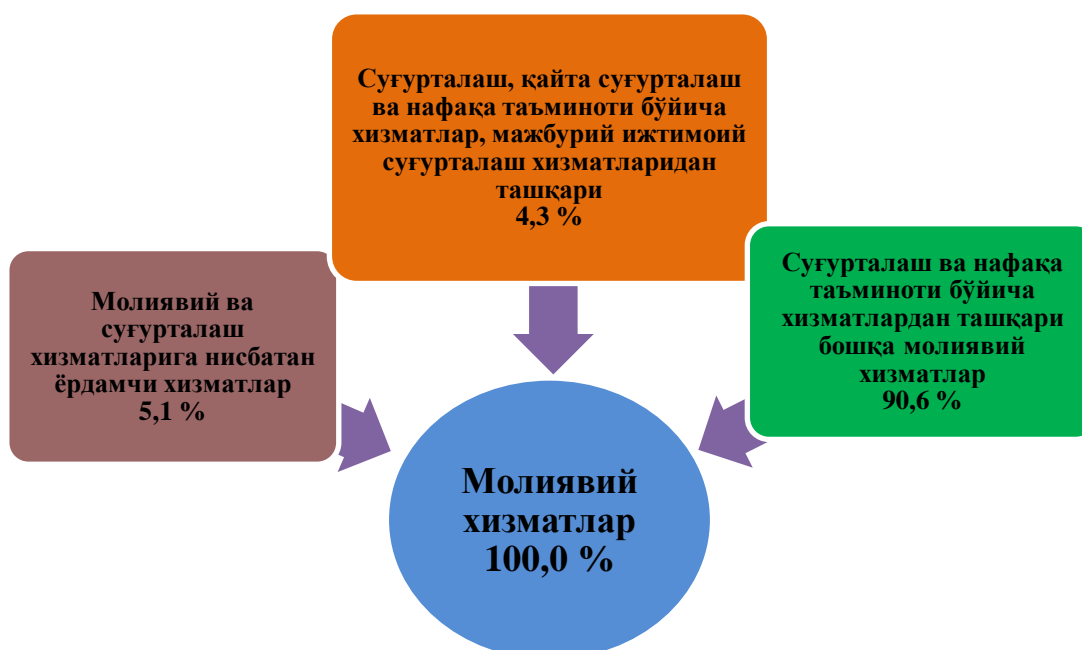 Суғурталаш, қайта суғурталаш
ва нафақа таъминоти бўйича
хизматлар, мажбурий ижтимоий
суғурталаш хизматларидан
ташқари
4,3 %
Молиявий ва
суғурталаш
хизматларига нисбатан
ёрдамчи хизматлар
5,1 %
Суғурталаш ва нафақа
таъминоти бўйича
хизматлардан ташқари
бошқа молиявий
хизматлар
90,6 %
Молиявий
хизматлар
100,0 %